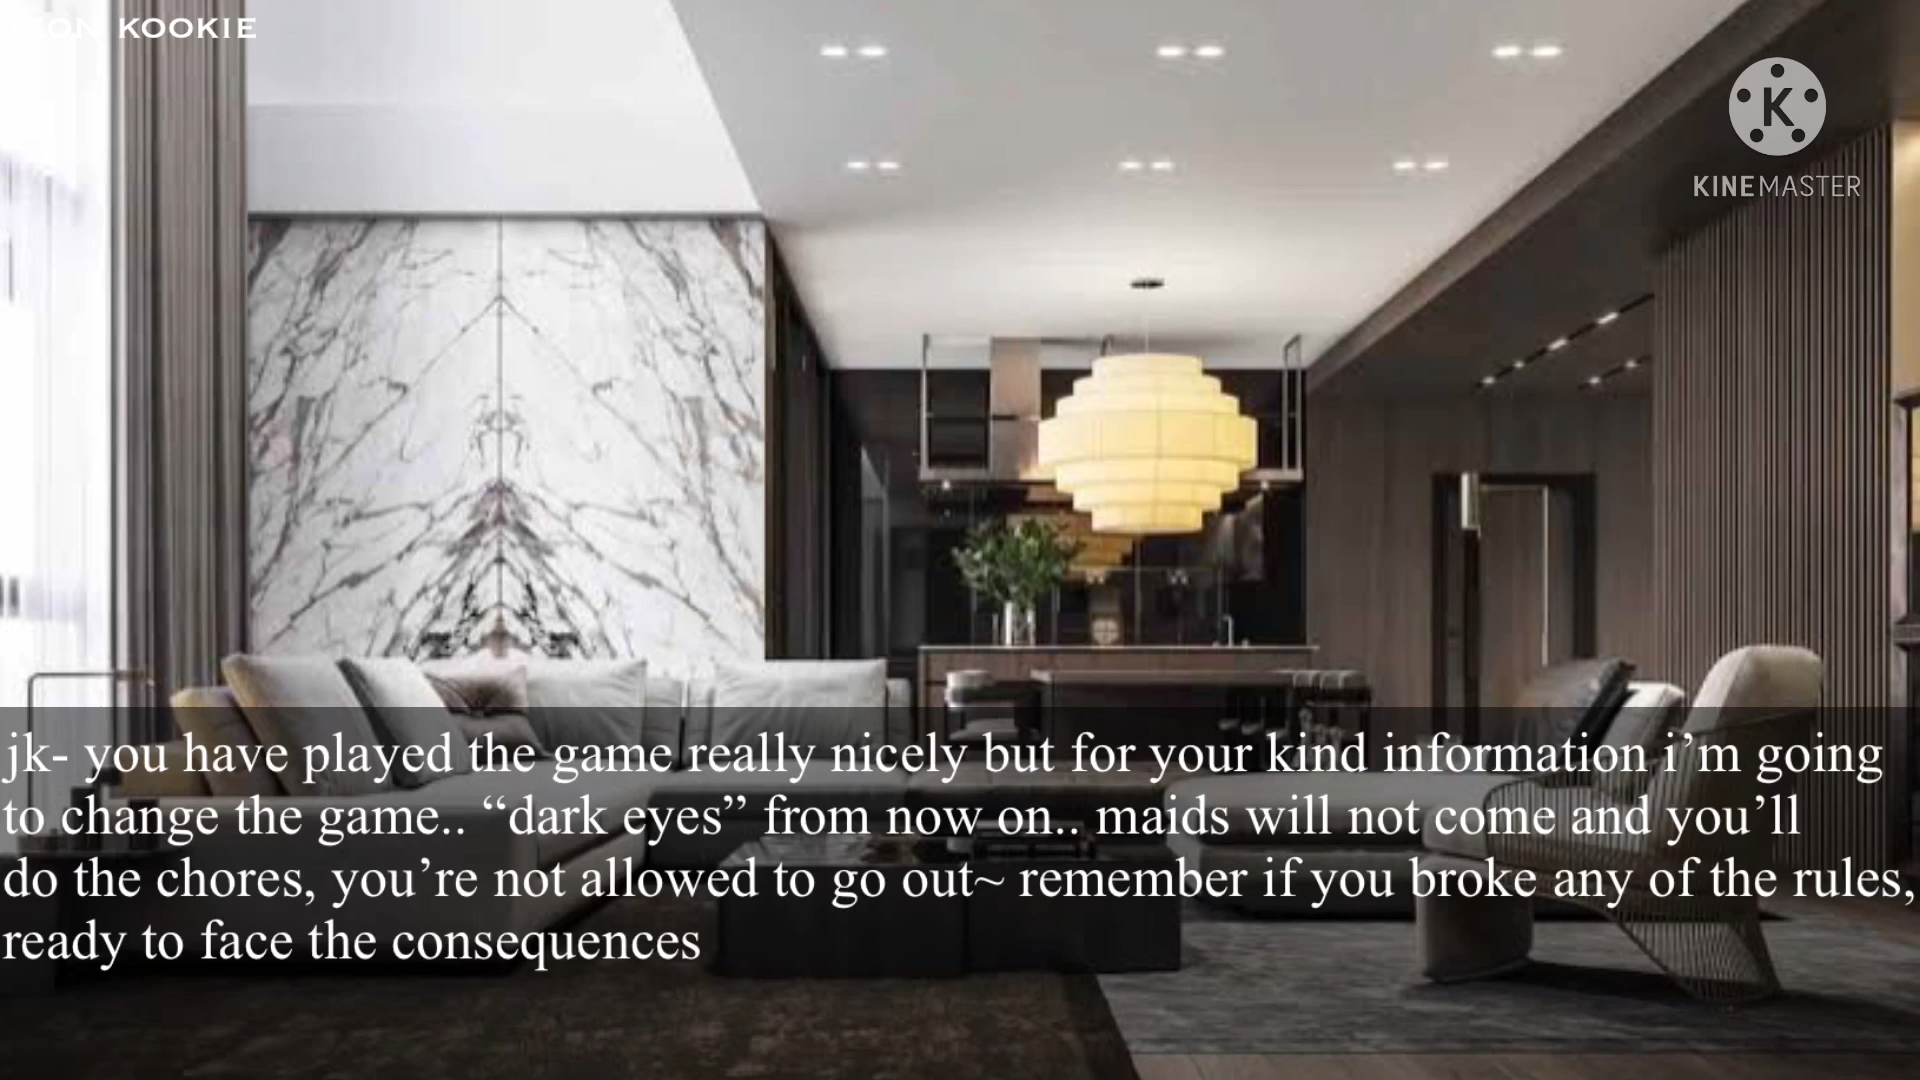 KOOKIE
KINEMASTER
jk- you have played the game really nicely but for your kind information i’m going
to change the game.. “dark eyes” from now on.. maids will not come and you’ll
do the chores, you’re not allowed to go out~ remember if you broke any of the rules,
ready to face the consequences